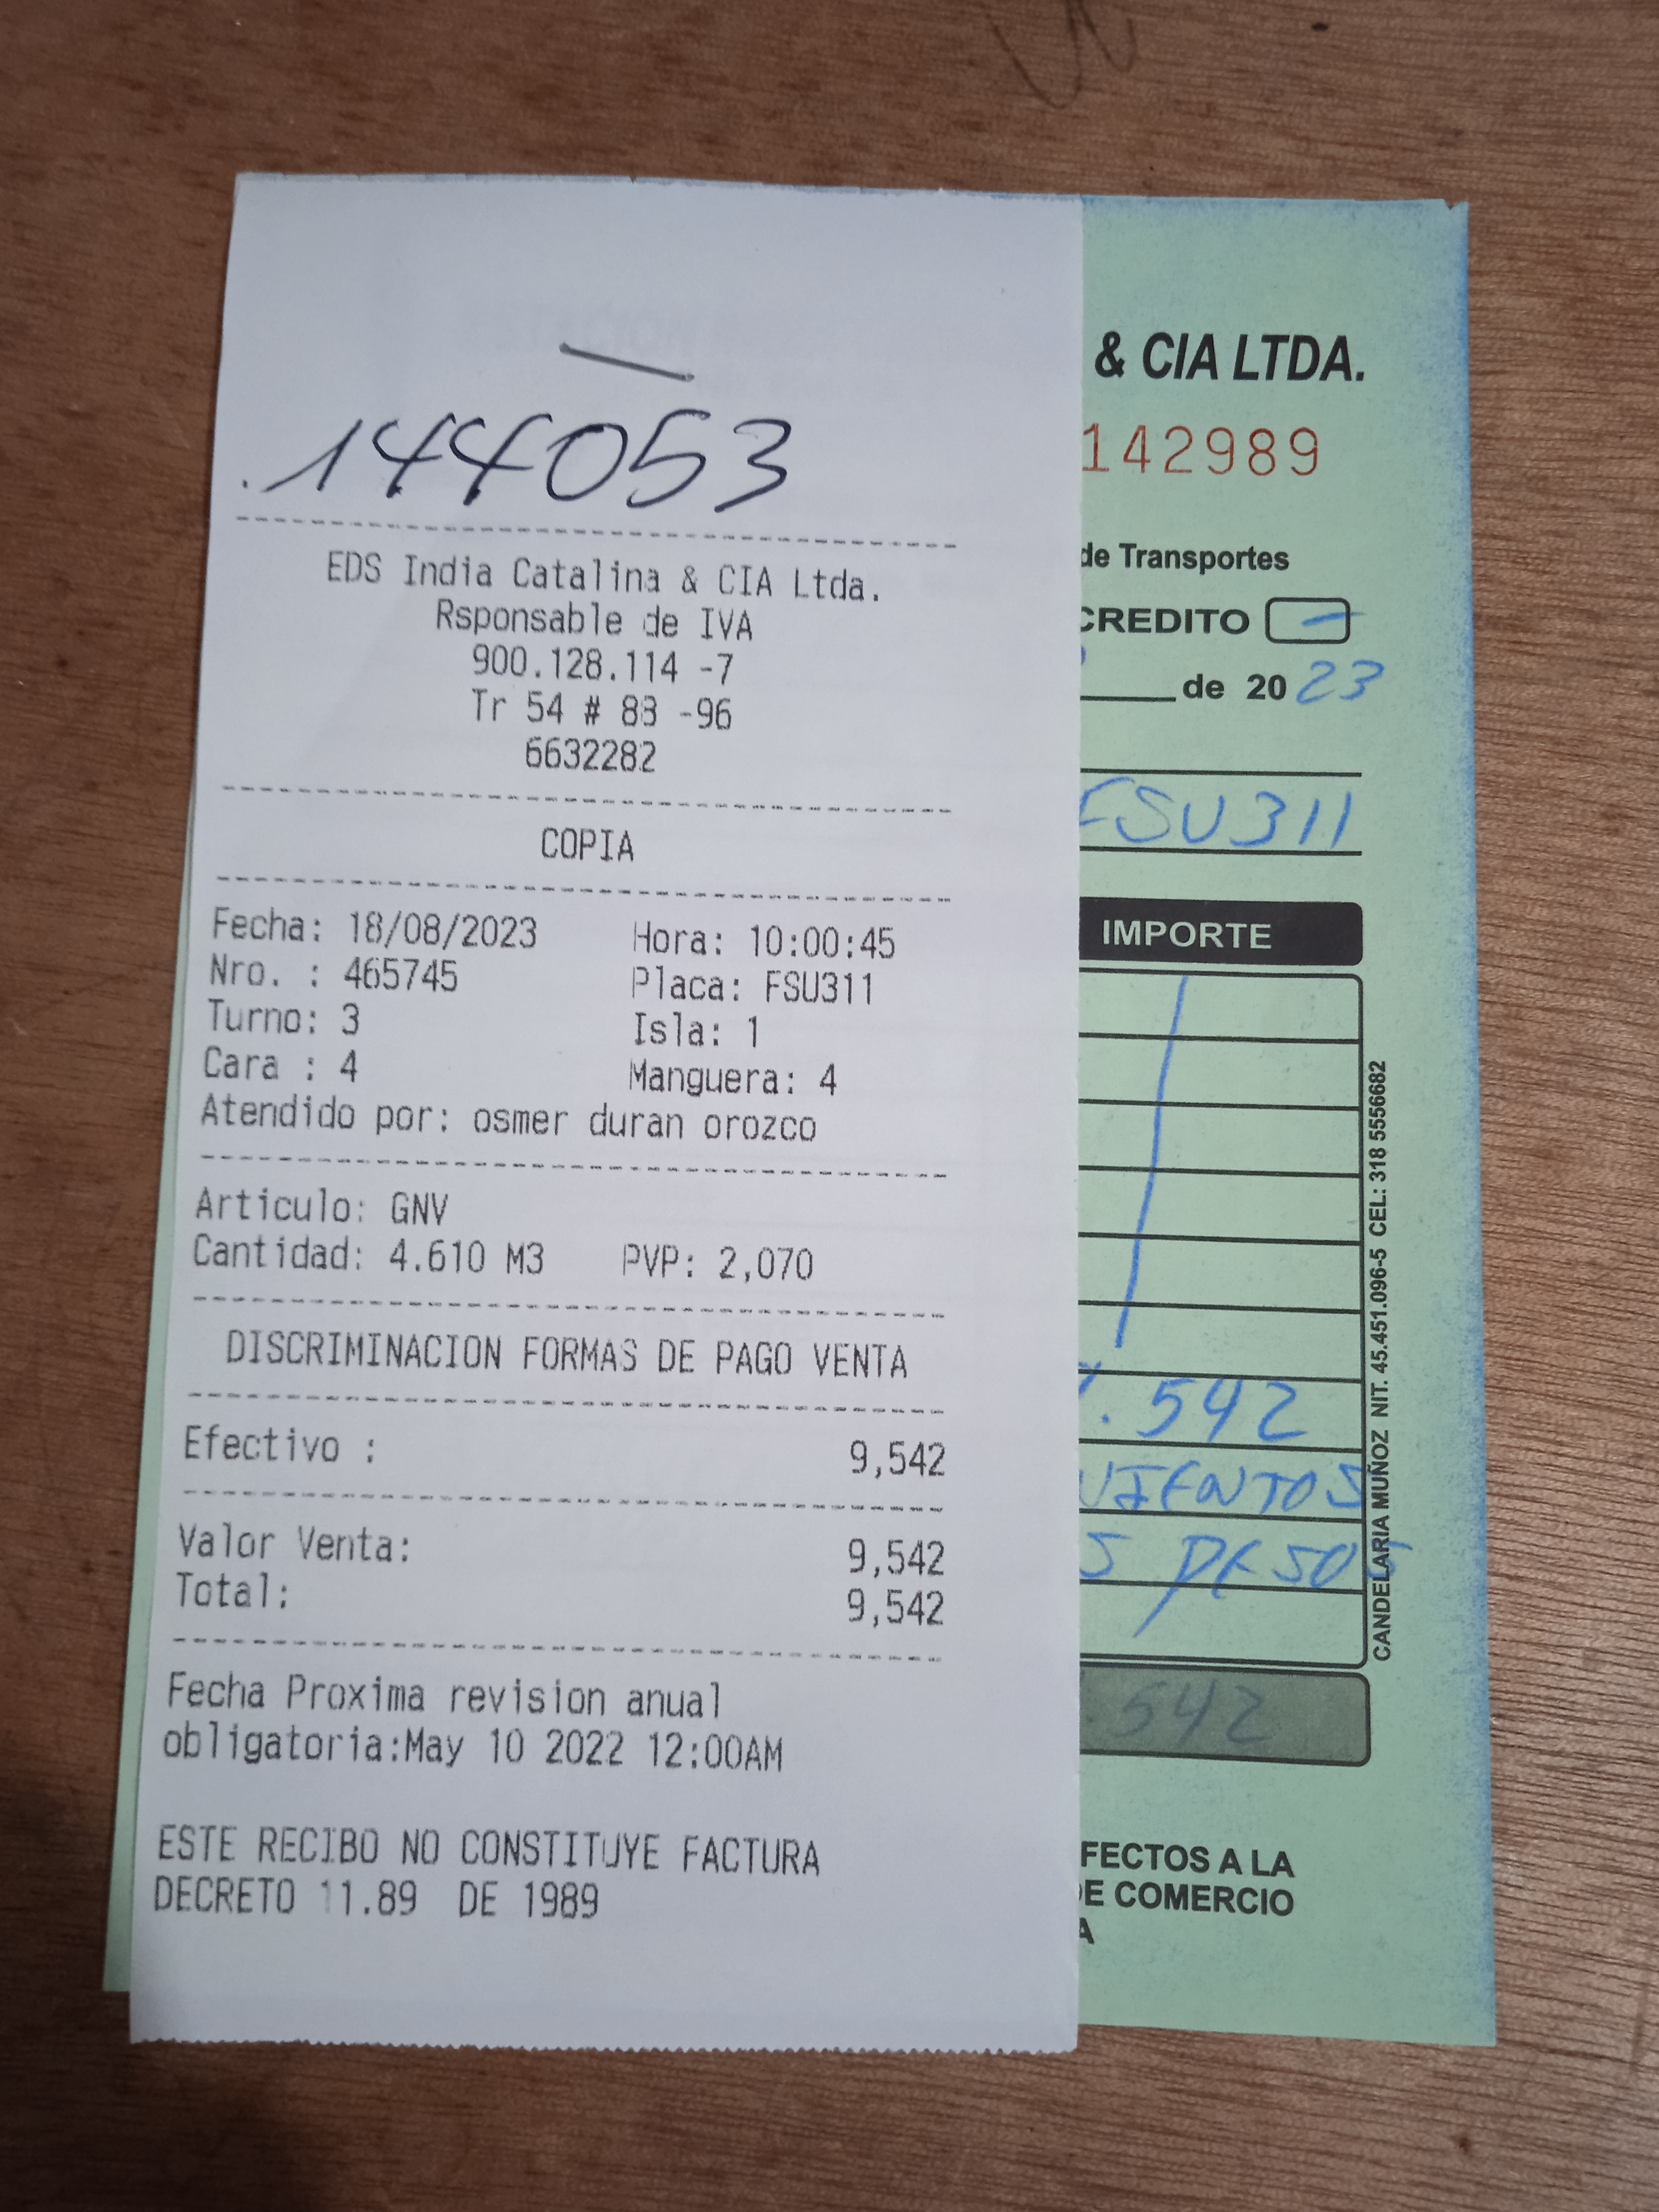 .144053
EDS India Catalina & CIA Ltda.
Rsponsable de IVA
900.128.114 -7
Tr 54 # 88 -96
6632282
COPIA
Fecha: 18/08/2023 Hora: 10:00:45
Nro. : 465745 Placa: FSU311
Turno: 3 Isla: 1
Cara : 4 Manguera: 4
Atendido por: osmer duran orozco
Articulo: GNV
Cantidad: 4.610 M3 PVP: 2,070
DISCRIMINACION FORMAS DE PAGO VENTA
Efectivo : 9,542
Valor Venta: 9,542
Total: 9,542
Fecha Proxima revision anual
obligatoria:May 10 2022 12:00AM
ESTE RECIBO NO CONSTITUYE FACTURA
DECRETO 11.89 DE 1989
& CIA LTDA.
142989
de Transportes
CREDITO
de 20 23
FSU311
IMPORTE
.542
.542
FECTOS A LA
E COMERCIO
A
CANDELARIA MUÑOZ NIT. 45.451.096-5 CEL: 318 5556682